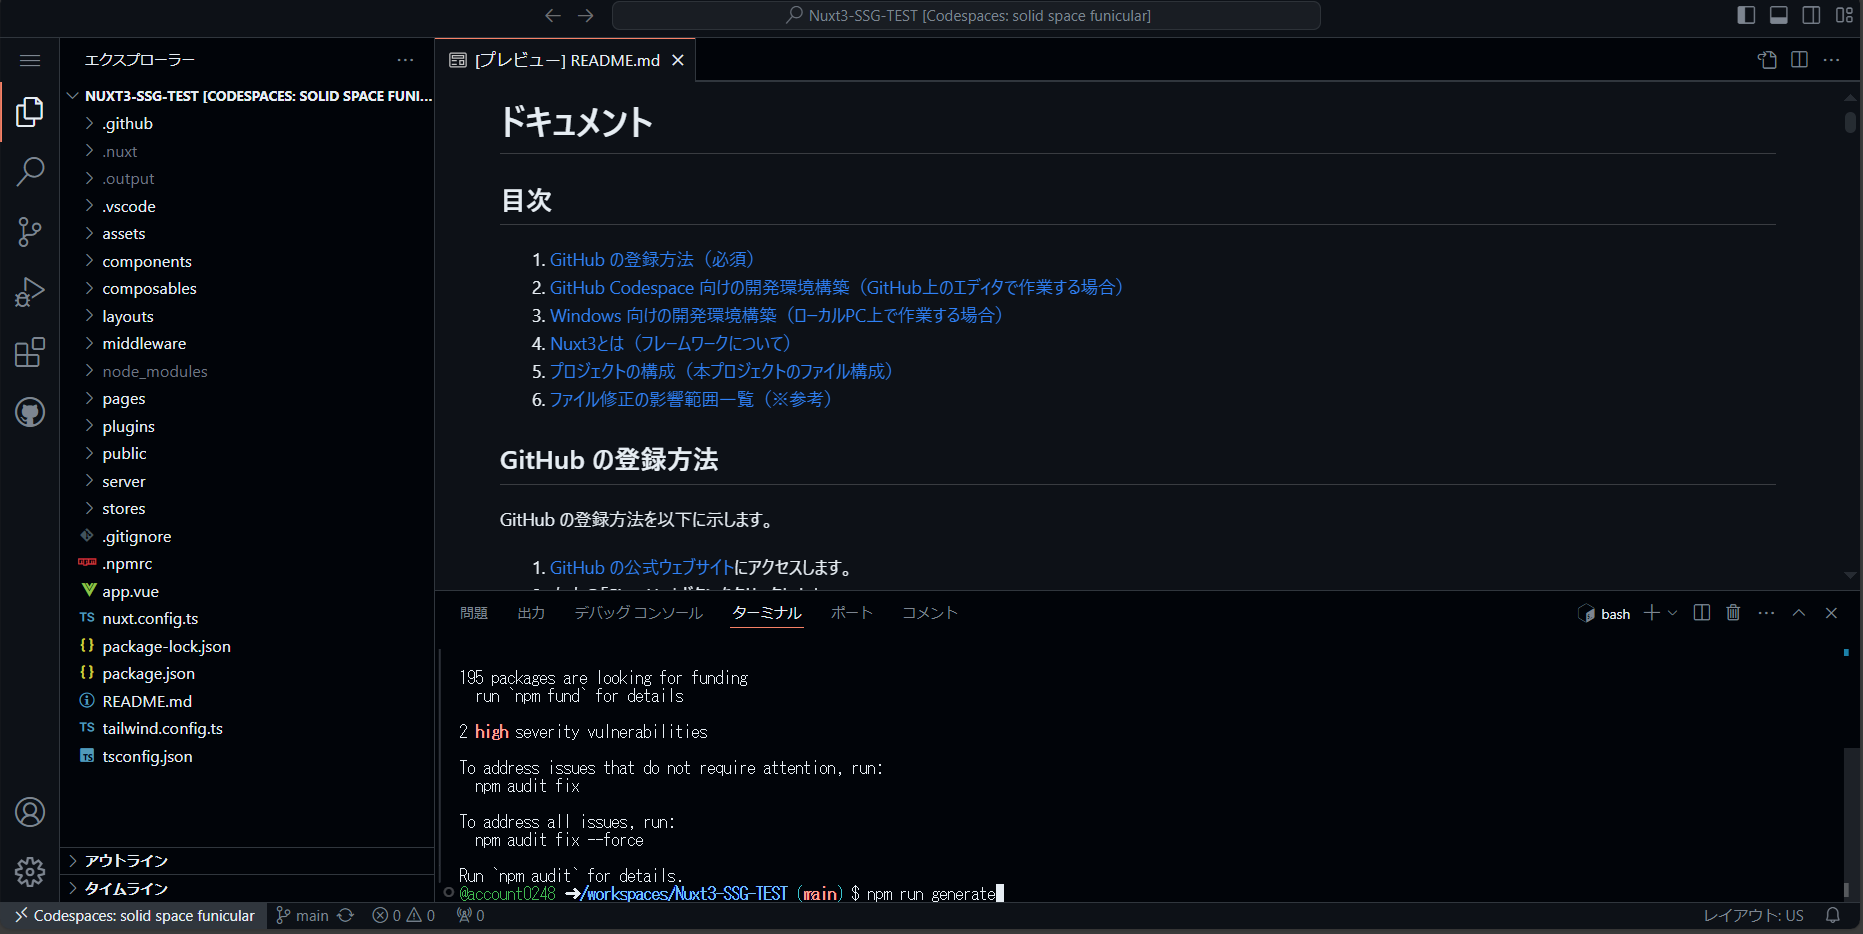 Nuxt3-SSG-TEST [Codespaces: solid space funicular]
エクスプローラー
NUXT3-SSG-TEST [CODESPACES: SOLID SPACE FUNI...
.github
.nuxt
.output
.vscode
assets
components
composables
layouts
middleware
node_modules
pages
plugins
public
server
stores
.gitignore
.npmrc
app.vue
TS nuxt.config.ts
{} package-lock.json
{} package.json
README.md
TS tailwind.config.ts
tsconfig.json
アウトライン
タイムライン
[プレビュー] README.md
ドキュメント
目次
1. GitHub の登録方法（必須）
2. GitHub Codespace 向けの開発環境構築（GitHub上のエディタで作業する場合）
3. Windows 向けの開発環境構築（ローカルPC上で作業する場合）
4. Nuxt3とは（フレームワークについて）
5. プロジェクトの構成（本プロジェクトのファイル構成）
6. ファイル修正の影響範囲一覧（※参考）
GitHub の登録方法
GitHub の登録方法を以下に示します。
1. GitHub の公式ウェブサイトにアクセスします。
問題 出力 デバッグ コンソール ターミナル ポート コメント
bash
195 packages are looking for funding
run `npm fund` for details
2 high severity vulnerabilities
To address issues that do not require attention, run:
npm audit fix
To address all issues, run:
npm audit fix --force
Run `npm audit` for details.
@account0248 ➜/workspaces/Nuxt3-SSG-TEST (main) $ npm run generate
Codespaces: solid space funicular main 0 0 0
レイアウト: US